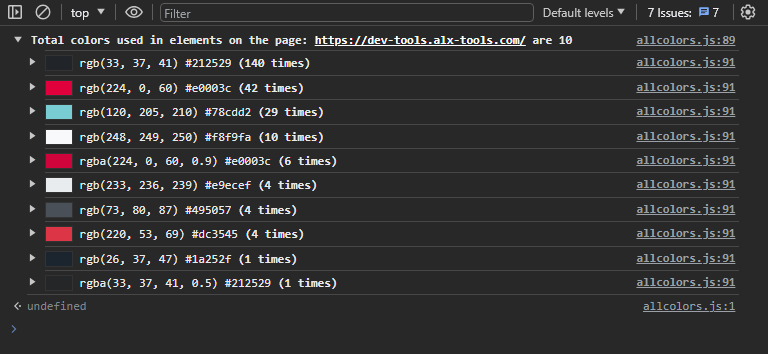 top Filter Default levels 7 Issues: 7
Total colors used in elements on the page: https://dev-tools.alx-tools.com/ are 10 allcolors.js:89
rgb(33, 37, 41) #212529 (140 times) allcolors.js:91
rgb(224, 0, 60) #e0003c (42 times) allcolors.js:91
rgb(120, 205, 210) #78cdd2 (29 times) allcolors.js:91
rgb(248, 249, 250) #f8f9fa (10 times) allcolors.js:91
rgba(224, 0, 60, 0.9) #e0003c (6 times) allcolors.js:91
rgb(233, 236, 239) #e9ecef (4 times) allcolors.js:91
rgb(73, 80, 87) #495057 (4 times) allcolors.js:91
rgb(220, 53, 69) #dc3545 (4 times) allcolors.js:91
rgb(26, 37, 47) #1a252f (1 times) allcolors.js:91
rgba(33, 37, 41, 0.5) #212529 (1 times) allcolors.js:91
undefined allcolors.js:1